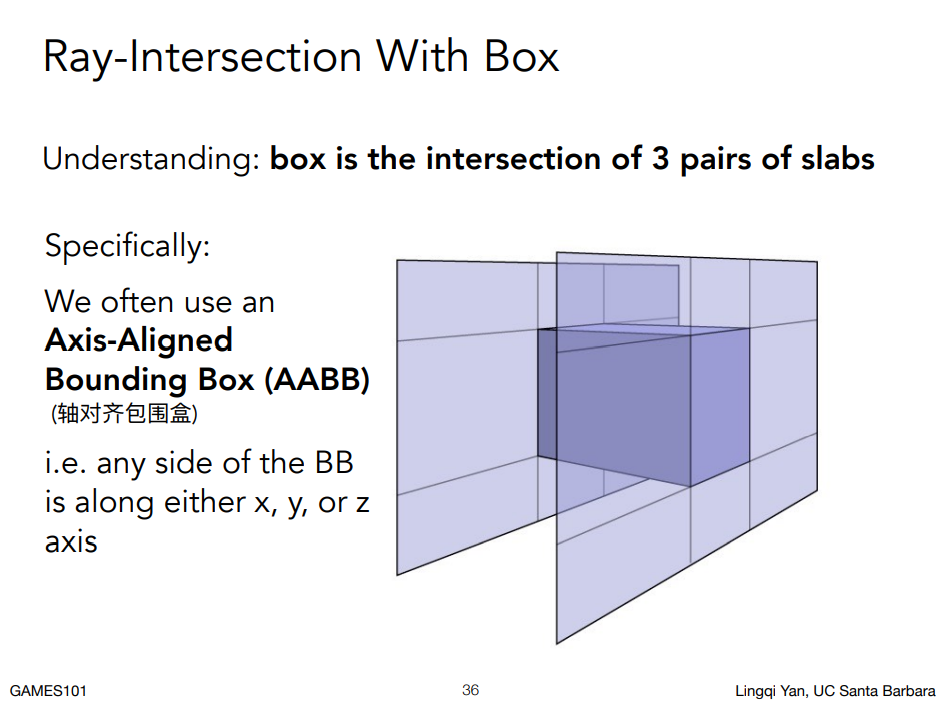 Ray-Intersection With Box
Understanding: box is the intersection of 3 pairs of slabs
Specifically:
We often use an
Axis-Aligned
Bounding Box (AABB)
(轴对齐包围盒)
i.e. any side of the BB
is along either x, y, or z
axis
GAMES101
36
Lingqi Yan, UC Santa Barbara